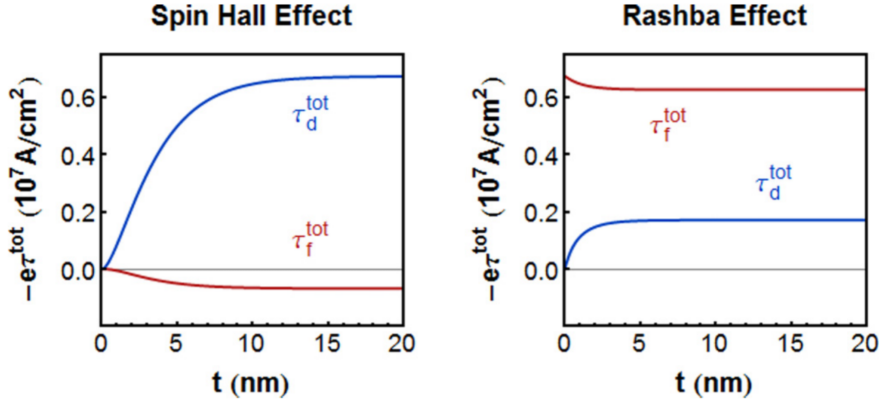 Spin Hall Effect
−eτ^tot (10^7A/cm^2)
0.6
0.4
0.2
0.0
τ_d^tot
τ_f^tot
0 5 10 15 20
t (nm)
Rashba Effect
−eτ^tot (10^7A/cm^2)
0.6
0.4
0.2
0.0
τ_f^tot
τ_d^tot
0 5 10 15 20
t (nm)